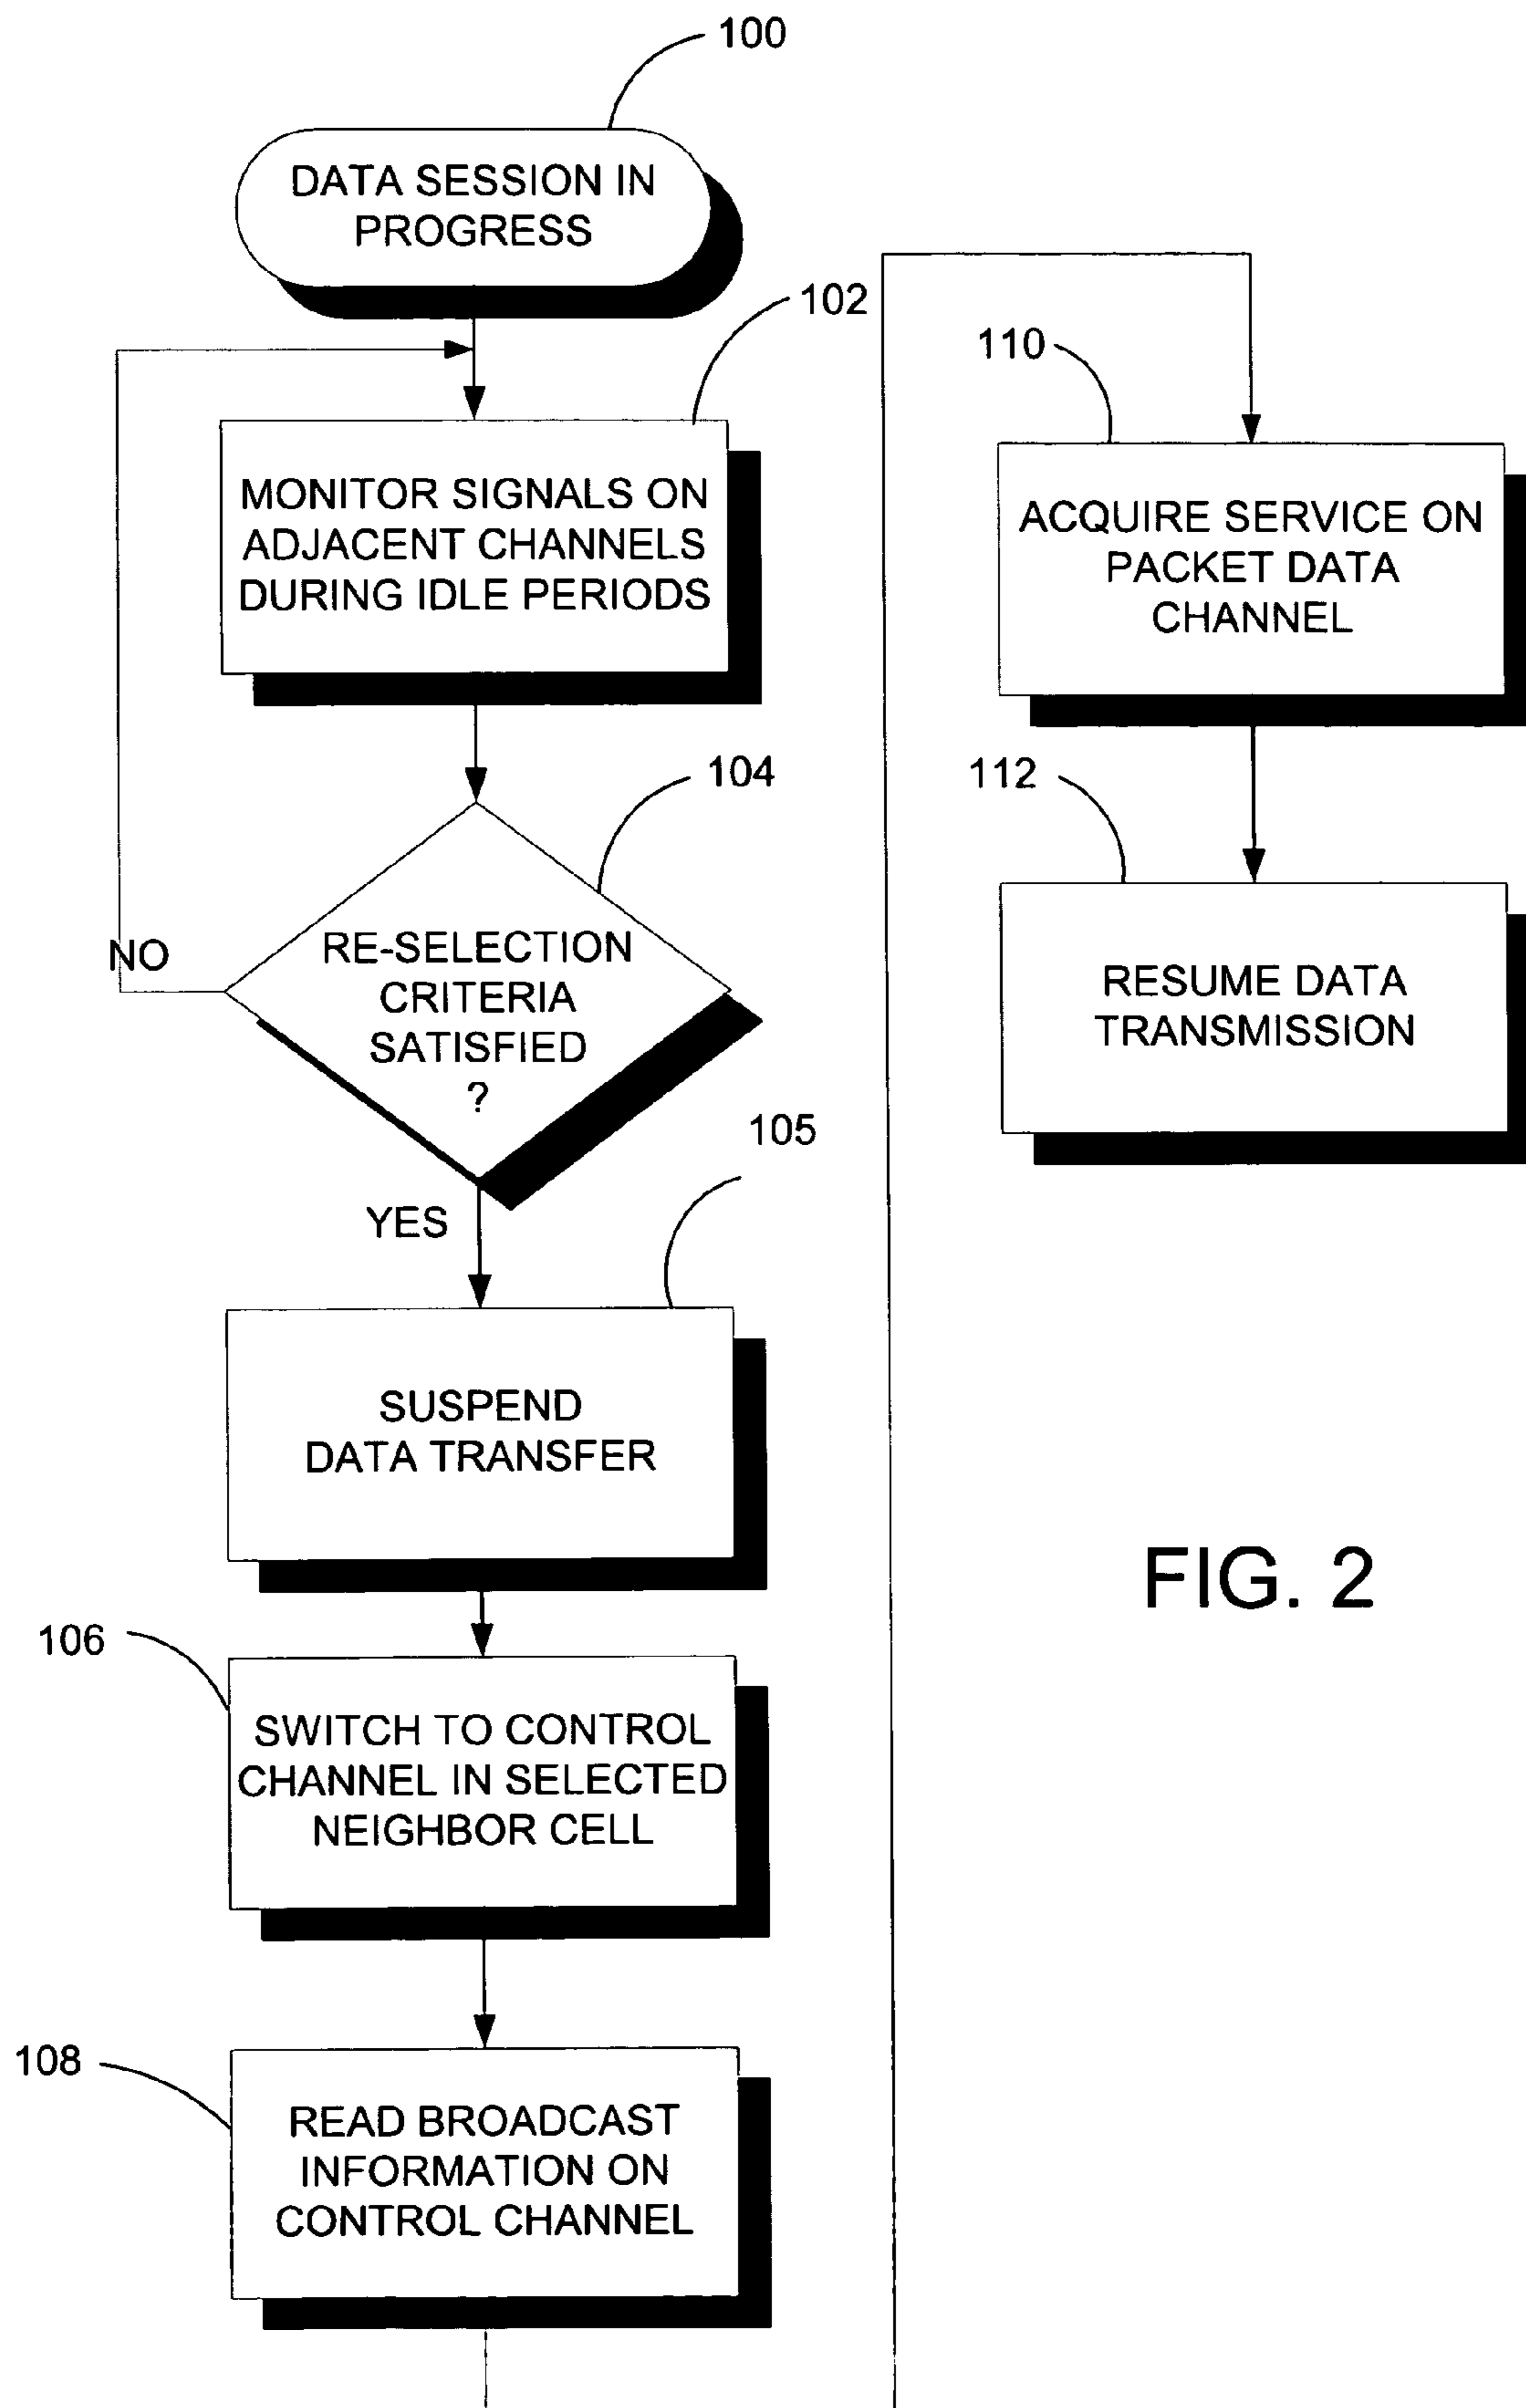 100
DATA SESSION IN
PROGRESS
102
MONITOR SIGNALS ON
ADJACENT CHANNELS
DURING IDLE PERIODS
104
NO
RE-SELECTION
CRITERIA
SATISFIED
?
YES
105
SUSPEND
DATA TRANSFER
106
SWITCH TO CONTROL
CHANNEL IN SELECTED
NEIGHBOR CELL
108
READ BROADCAST
INFORMATION ON
CONTROL CHANNEL
110
ACQUIRE SERVICE ON
PACKET DATA
CHANNEL
112
RESUME DATA
TRANSMISSION
FIG. 2